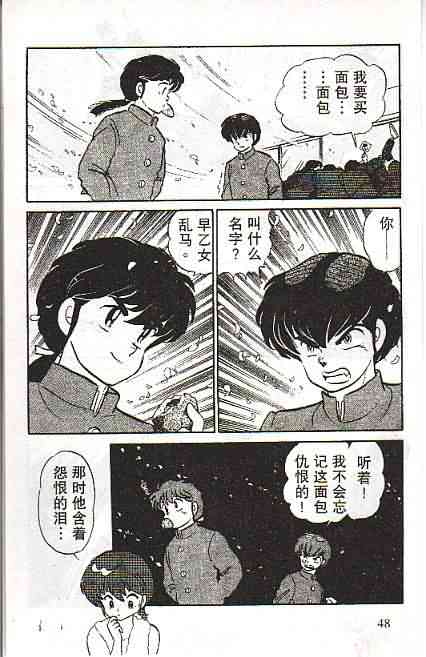 我要买
面包…
…面包
……
你
叫什么
名字？
早乙女
乱马。
听着！
我不会忘
记这面包
仇恨的！
那时他含着
怨恨的泪…
48